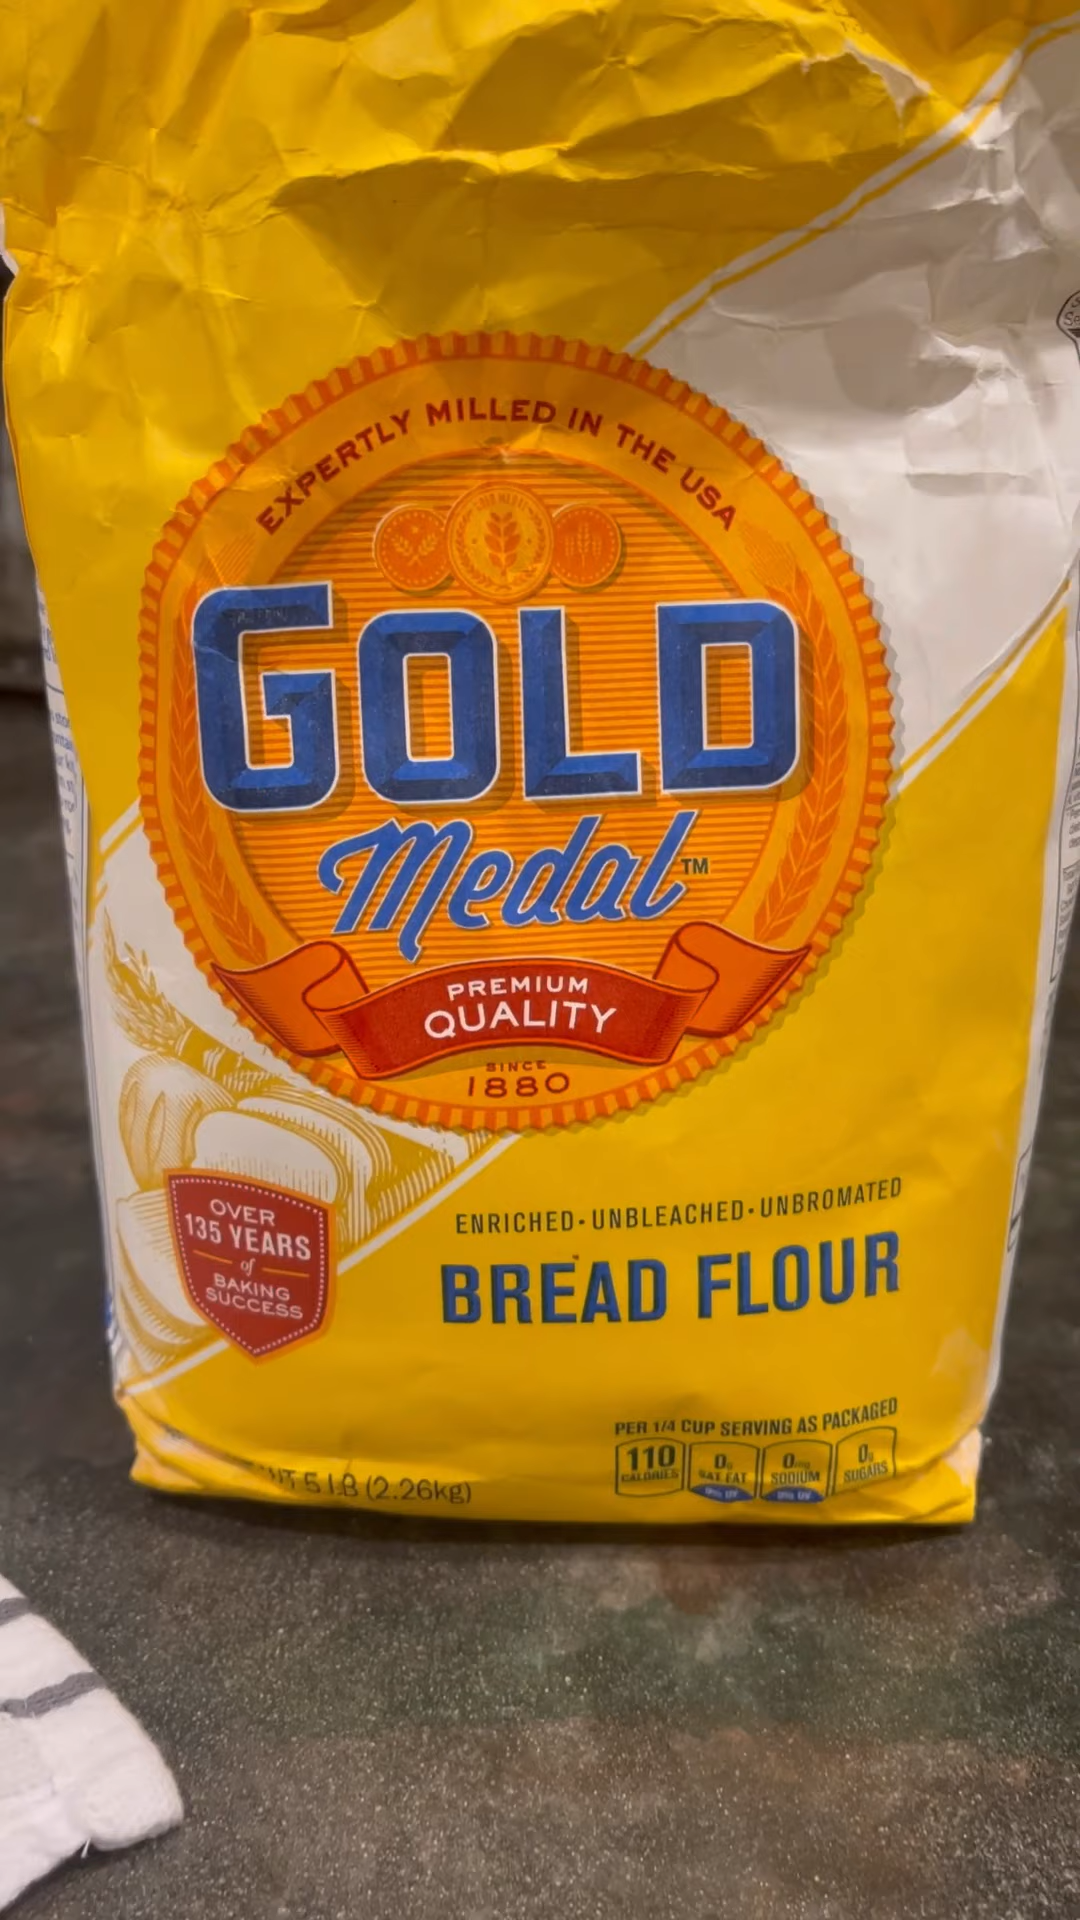 EXPERTLY MILLED IN THE USA
GOLD
Medal™
PREMIUM
QUALITY
SINCE
1880
OVER
135 YEARS
of
BAKING
SUCCESS
ENRICHED•UNBLEACHED•UNBROMATED
BREAD FLOUR
PER 1/4 CUP SERVING AS PACKAGED
110 CALORIES
0g SAT FAT
0mg SODIUM
0g SUGARS
5 LB (2.26kg)